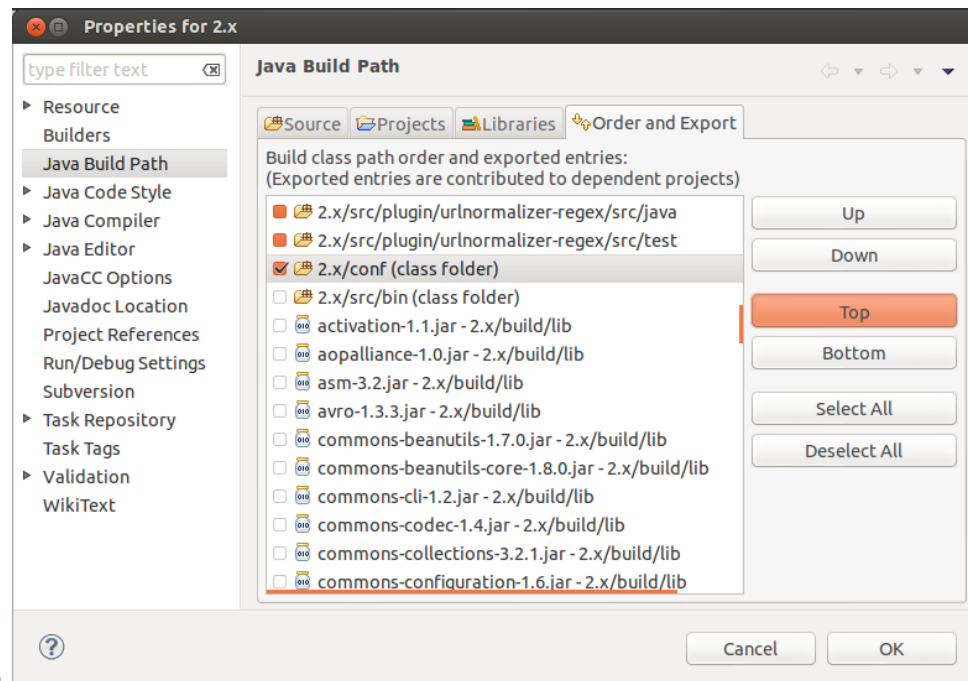 Properties for 2.x
type filter text
Resource
Builders
Java Build Path
Java Code Style
Java Compiler
Java Editor
JavaCC Options
Javadoc Location
Project References
Run/Debug Settings
Subversion
Task Repository
Task Tags
Validation
WikiText
Java Build Path
Source Projects Libraries Order and Export
Build class path order and exported entries:
(Exported entries are contributed to dependent projects)
2.x/src/plugin/urlnormalizer-regex/src/java
2.x/src/plugin/urlnormalizer-regex/src/test
2.x/conf (class folder)
2.x/src/bin (class folder)
activation-1.1.jar - 2.x/build/lib
aopalliance-1.0.jar - 2.x/build/lib
asm-3.2.jar - 2.x/build/lib
avro-1.3.3.jar - 2.x/build/lib
commons-beanutils-1.7.0.jar - 2.x/build/lib
commons-beanutils-core-1.8.0.jar - 2.x/build/lib
commons-cli-1.2.jar - 2.x/build/lib
commons-codec-1.4.jar - 2.x/build/lib
commons-collections-3.2.1.jar - 2.x/build/lib
commons-configuration-1.6.jar - 2.x/build/lib
Up
Down
Top
Bottom
Select All
Deselect All
Cancel
OK